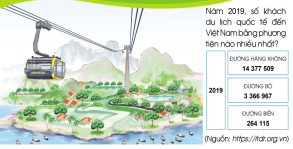 Năm 2019, số khách
du lịch quốc tế đến
Việt Nam bằng phương
tiện nào nhiều nhất?
ĐƯỜNG HÀNG KHÔNG
14 377 509
2019
ĐƯỜNG BỘ
3 366 967
ĐƯỜNG BIỂN
264 115
(Nguồn: https://itdr.org.vn)